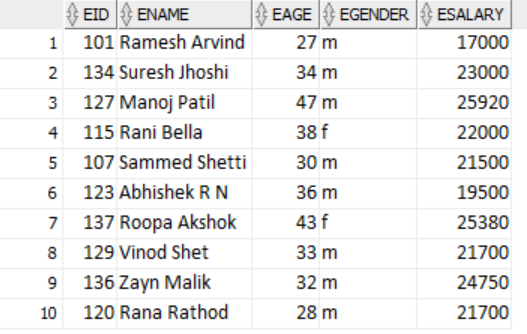 EID ENAME EAGE EGENDER ESALARY
1 101 Ramesh Arvind 27 m 17000
2 134 Suresh Jhoshi 34 m 23000
3 127 Manoj Patil 47 m 25920
4 115 Rani Bella 38 f 22000
5 107 Sammed Shetti 30 m 21500
6 123 Abhishek R N 36 m 19500
7 137 Roopa Akshok 43 f 25380
8 129 Vinod Shet 33 m 21700
9 136 Zayn Malik 32 m 24750
10 120 Rana Rathod 28 m 21700